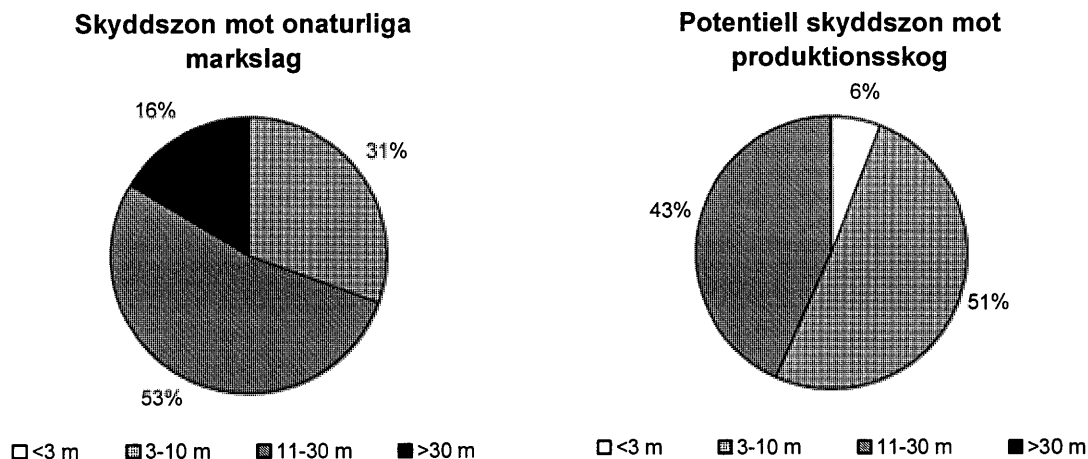 Skyddszon mot onaturliga
markslag
16%
31%
53%
<3 m 3-10 m 11-30 m >30 m
Potentiell skyddszon mot
produktionsskog
6%
43%
51%
<3 m 3-10 m 11-30 m >30 m